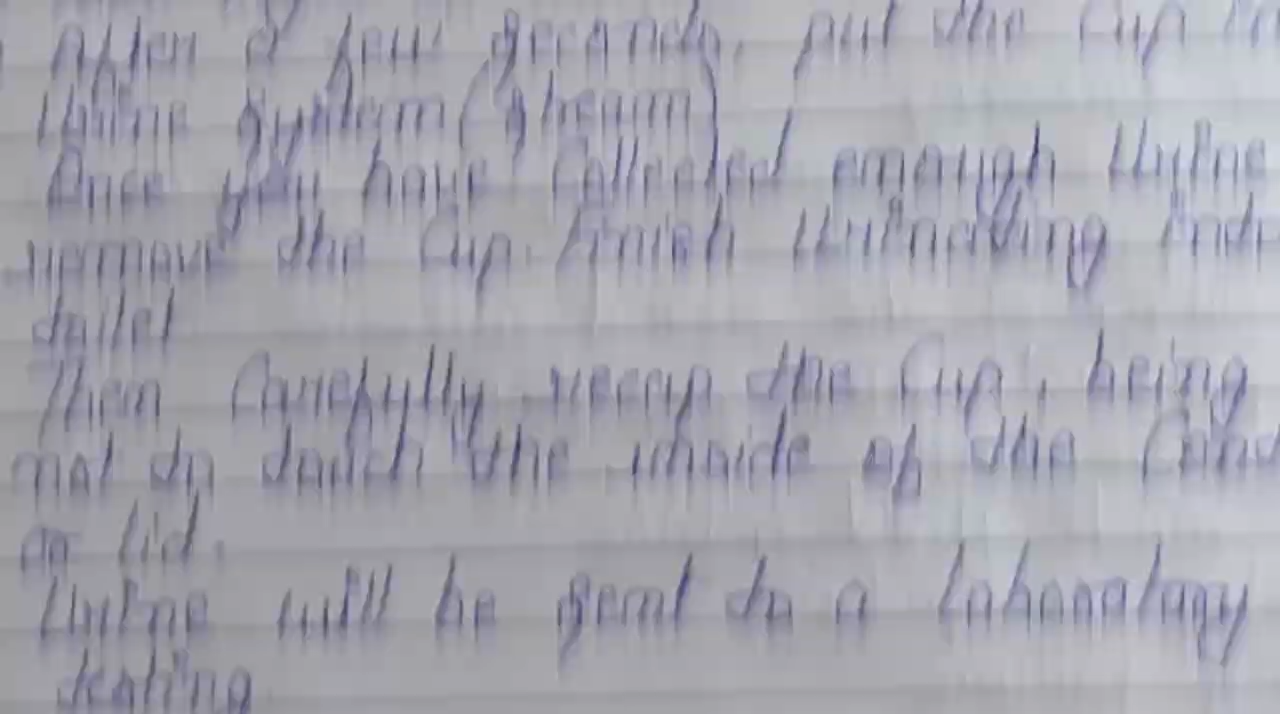 After a few seconds, put the Cup in
Urine System (Stream)
Once you have Collected enough Urine
remove the Cup. Finish Urinating into
toilet
Then Carefully recap the Cup, being
not to touch the inside of the
or lid.
Urine will be sent to a Laboratory
testing